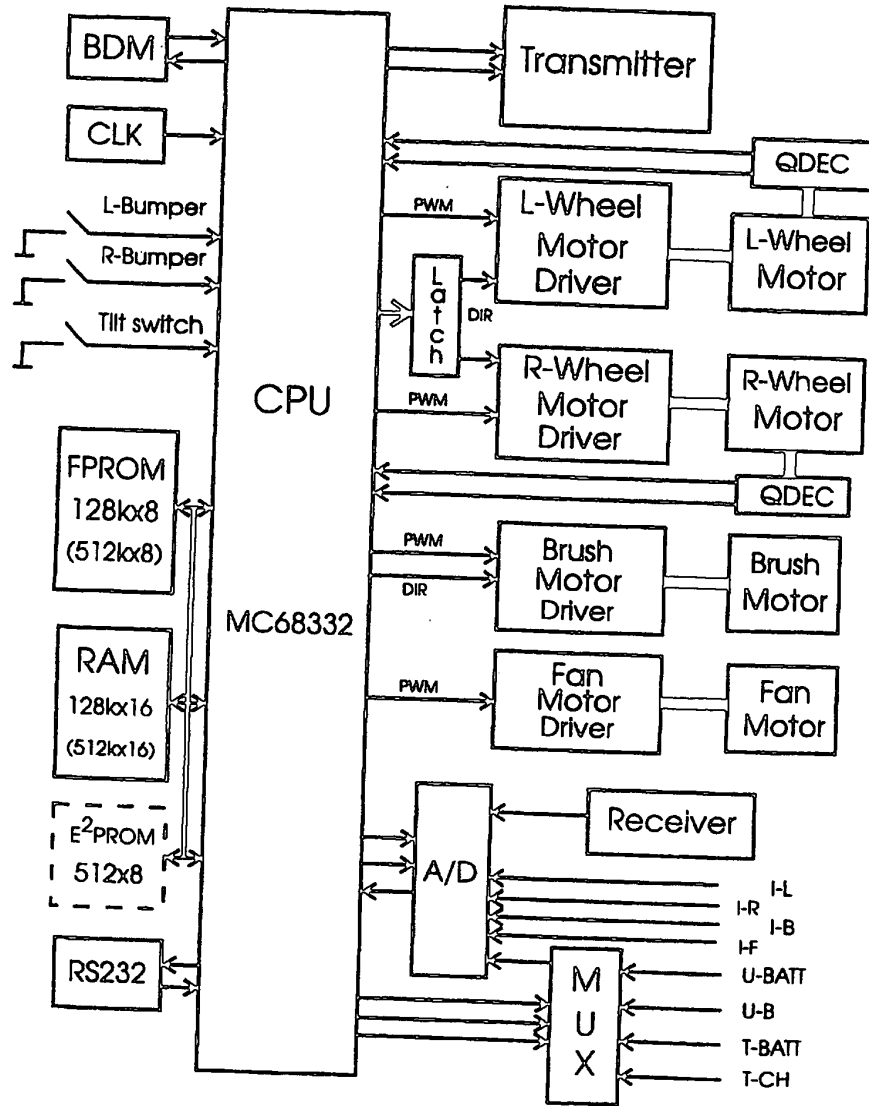 BDM
CLK
L-Bumper
R-Bumper
Tilt switch
FPROM
128kx8
(512kx8)
RAM
128kx16
(512kx16)
E²PROM
512x8
RS232
CPU
MC68332
Transmitter
QDEC
PWM
L-Wheel
Motor
Driver
L-Wheel
Motor
Latch
DIR
R-Wheel
Motor
Driver
PWM
R-Wheel
Motor
QDEC
PWM
DIR
Brush
Motor
Driver
Brush
Motor
PWM
Fan
Motor
Driver
Fan
Motor
A/D
Receiver
I-L
I-R
I-B
I-F
MUX
U-BATT
U-B
T-BATT
T-CH